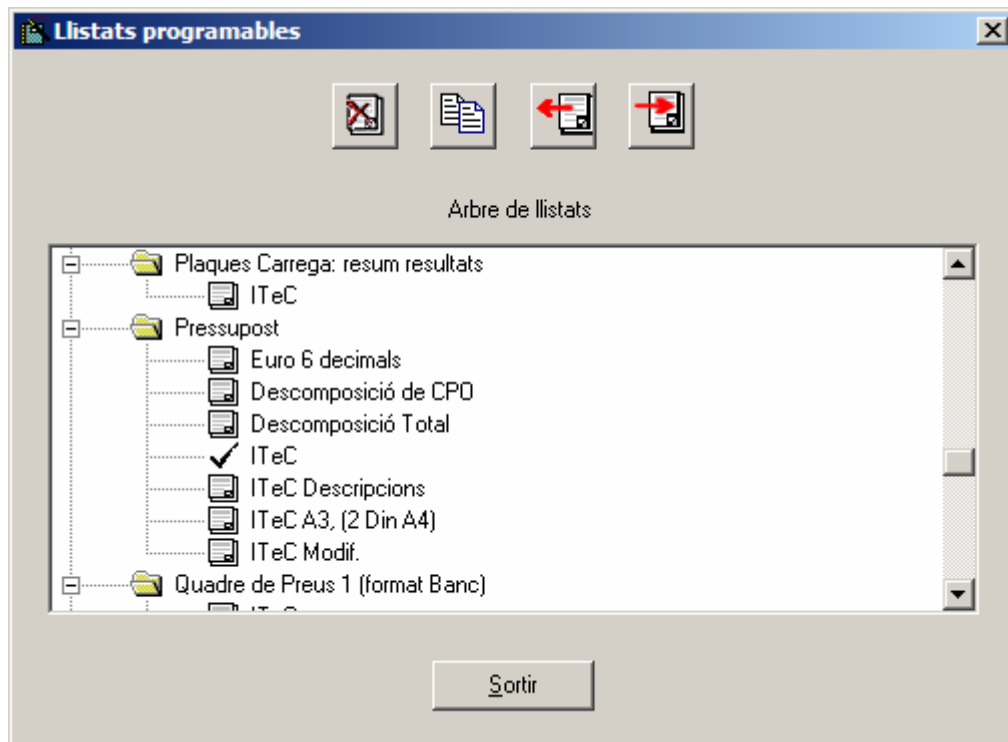 Llistats programables
Arbre de llistats
Plaques Carrega: resum resultats
ITeC
Pressupost
Euro 6 decimals
Descomposició de CPO
Descomposició Total
ITeC
ITeC Descripcions
ITeC A3, (2 Din A4)
ITeC Modif.
Quadre de Preus 1 (format Banc)
Sortir